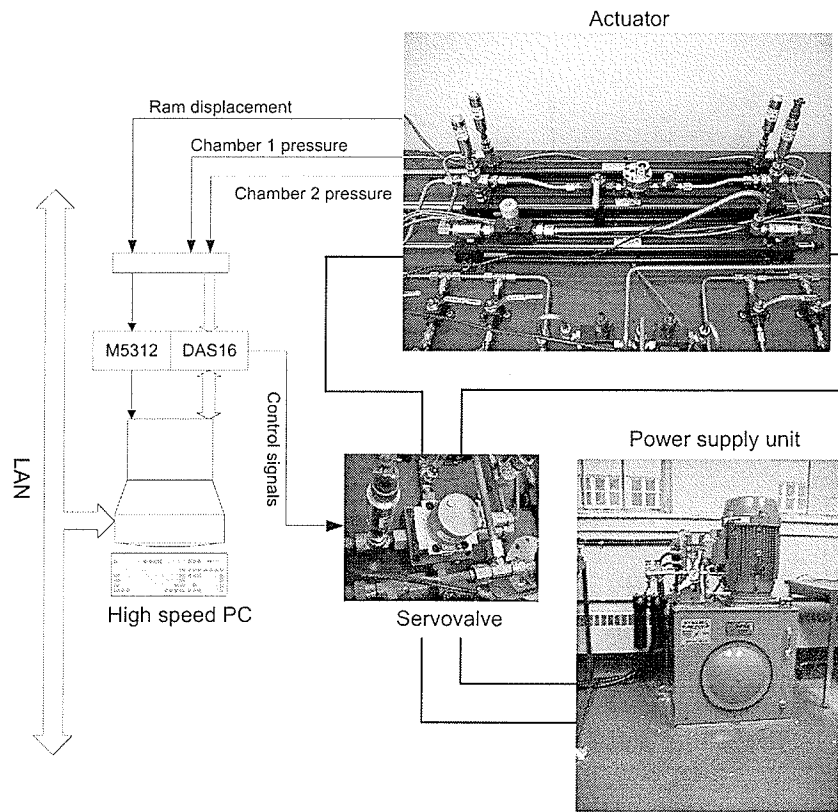 Actuator
Ram displacement
Chamber 1 pressure
Chamber 2 pressure
M5312
DAS16
Control signals
LAN
High speed PC
Servovalve
Power supply unit